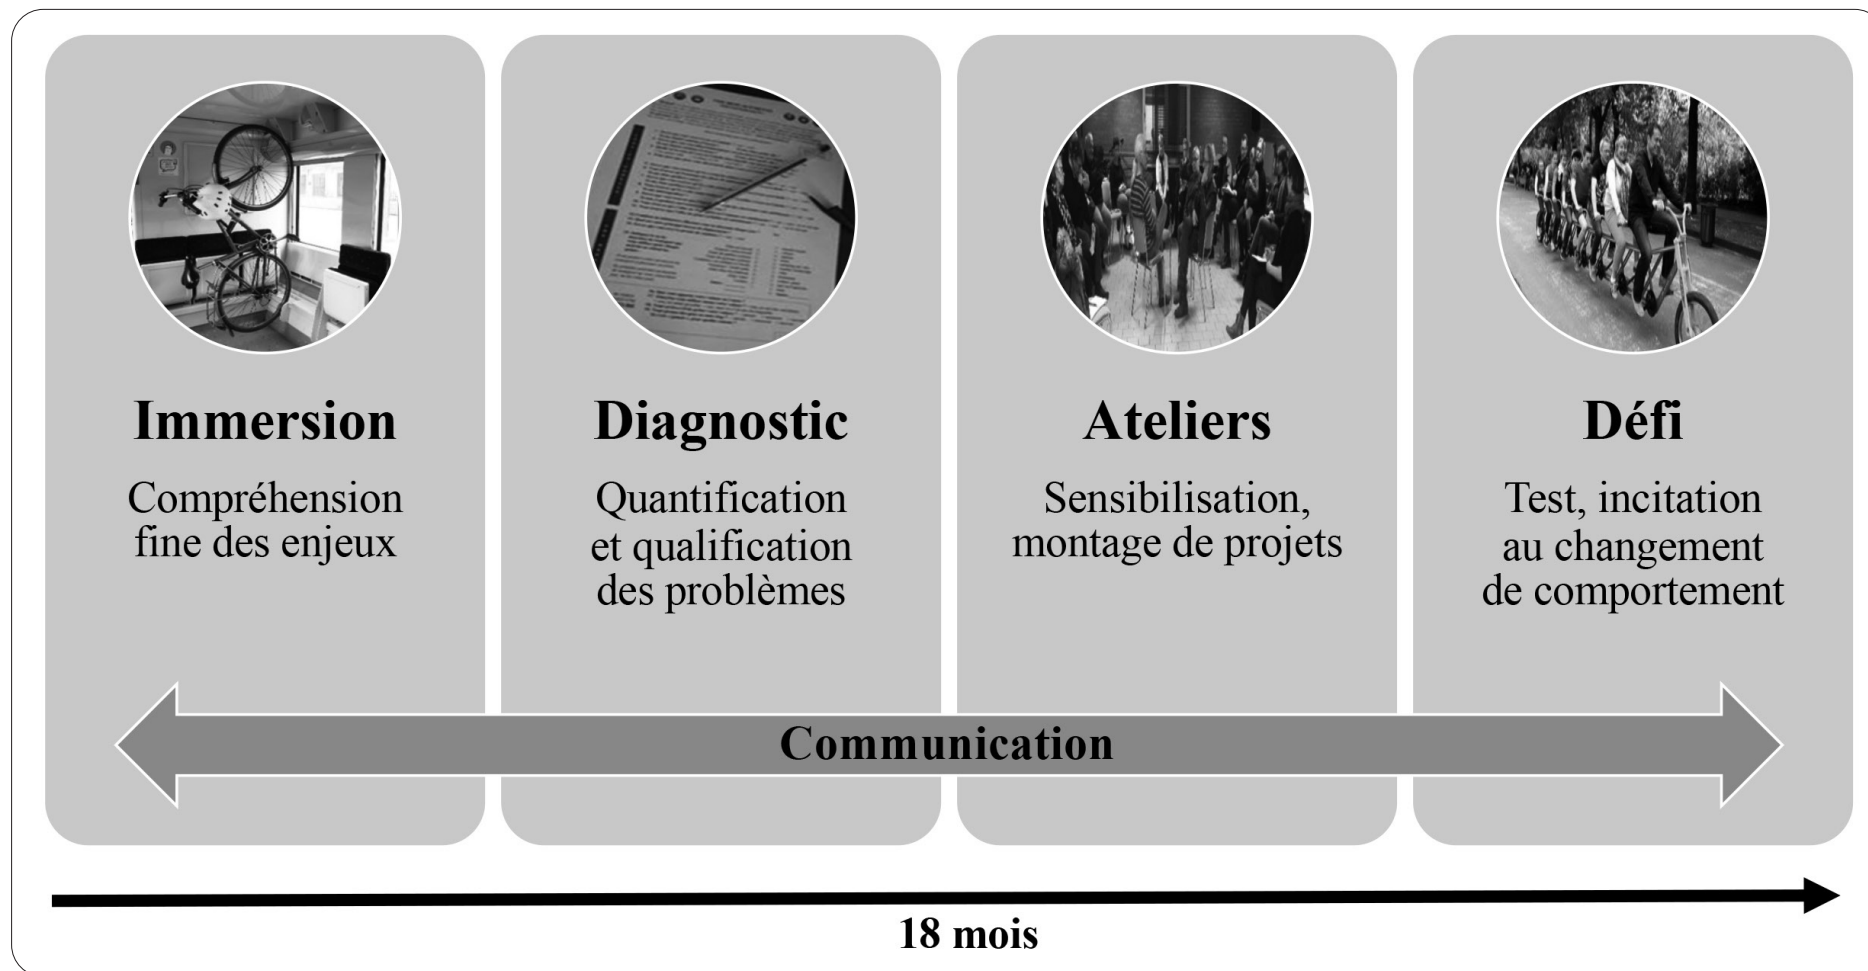 Immersion
Compréhension
fine des enjeux
Diagnostic
Quantification
et qualification
des problèmes
Ateliers
Sensibilisation,
montage de projets
Défi
Test, incitation
au changement
de comportement
Communication
18 mois